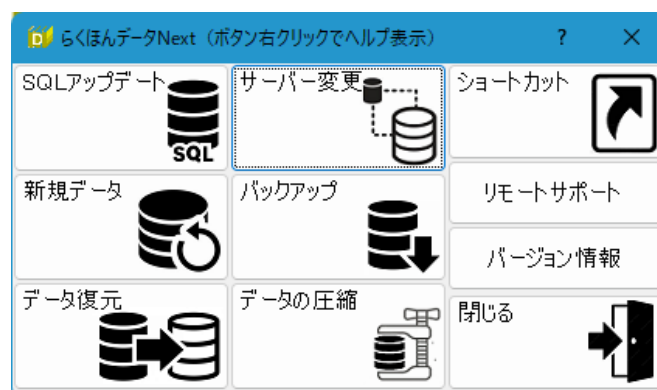 らくほんデータNext（ボタン右クリックでヘルプ表示）
?
SQLアップデート
SQL
サーバー変更
ショートカット
新規データ
バックアップ
リモートサポート
バージョン情報
データ復元
データの圧縮
閉じる